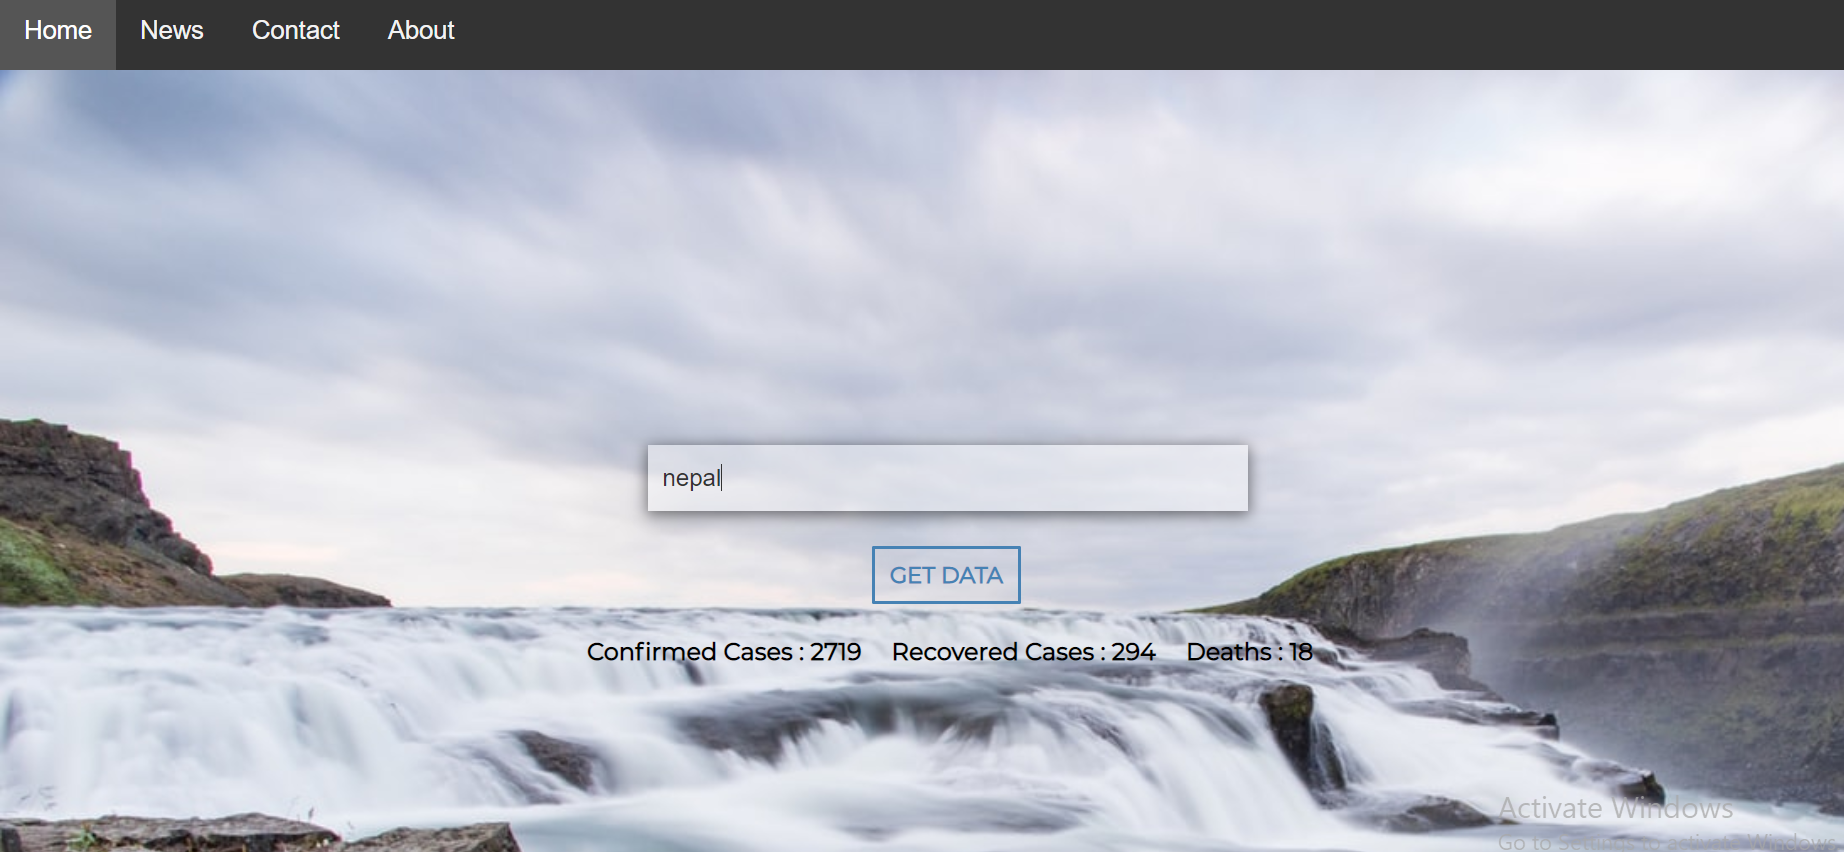 Home News Contact About
nepal
GET DATA
Confirmed Cases : 2719 Recovered Cases : 294 Deaths : 18
Activate Windows
Go to Settings to activate Windows.